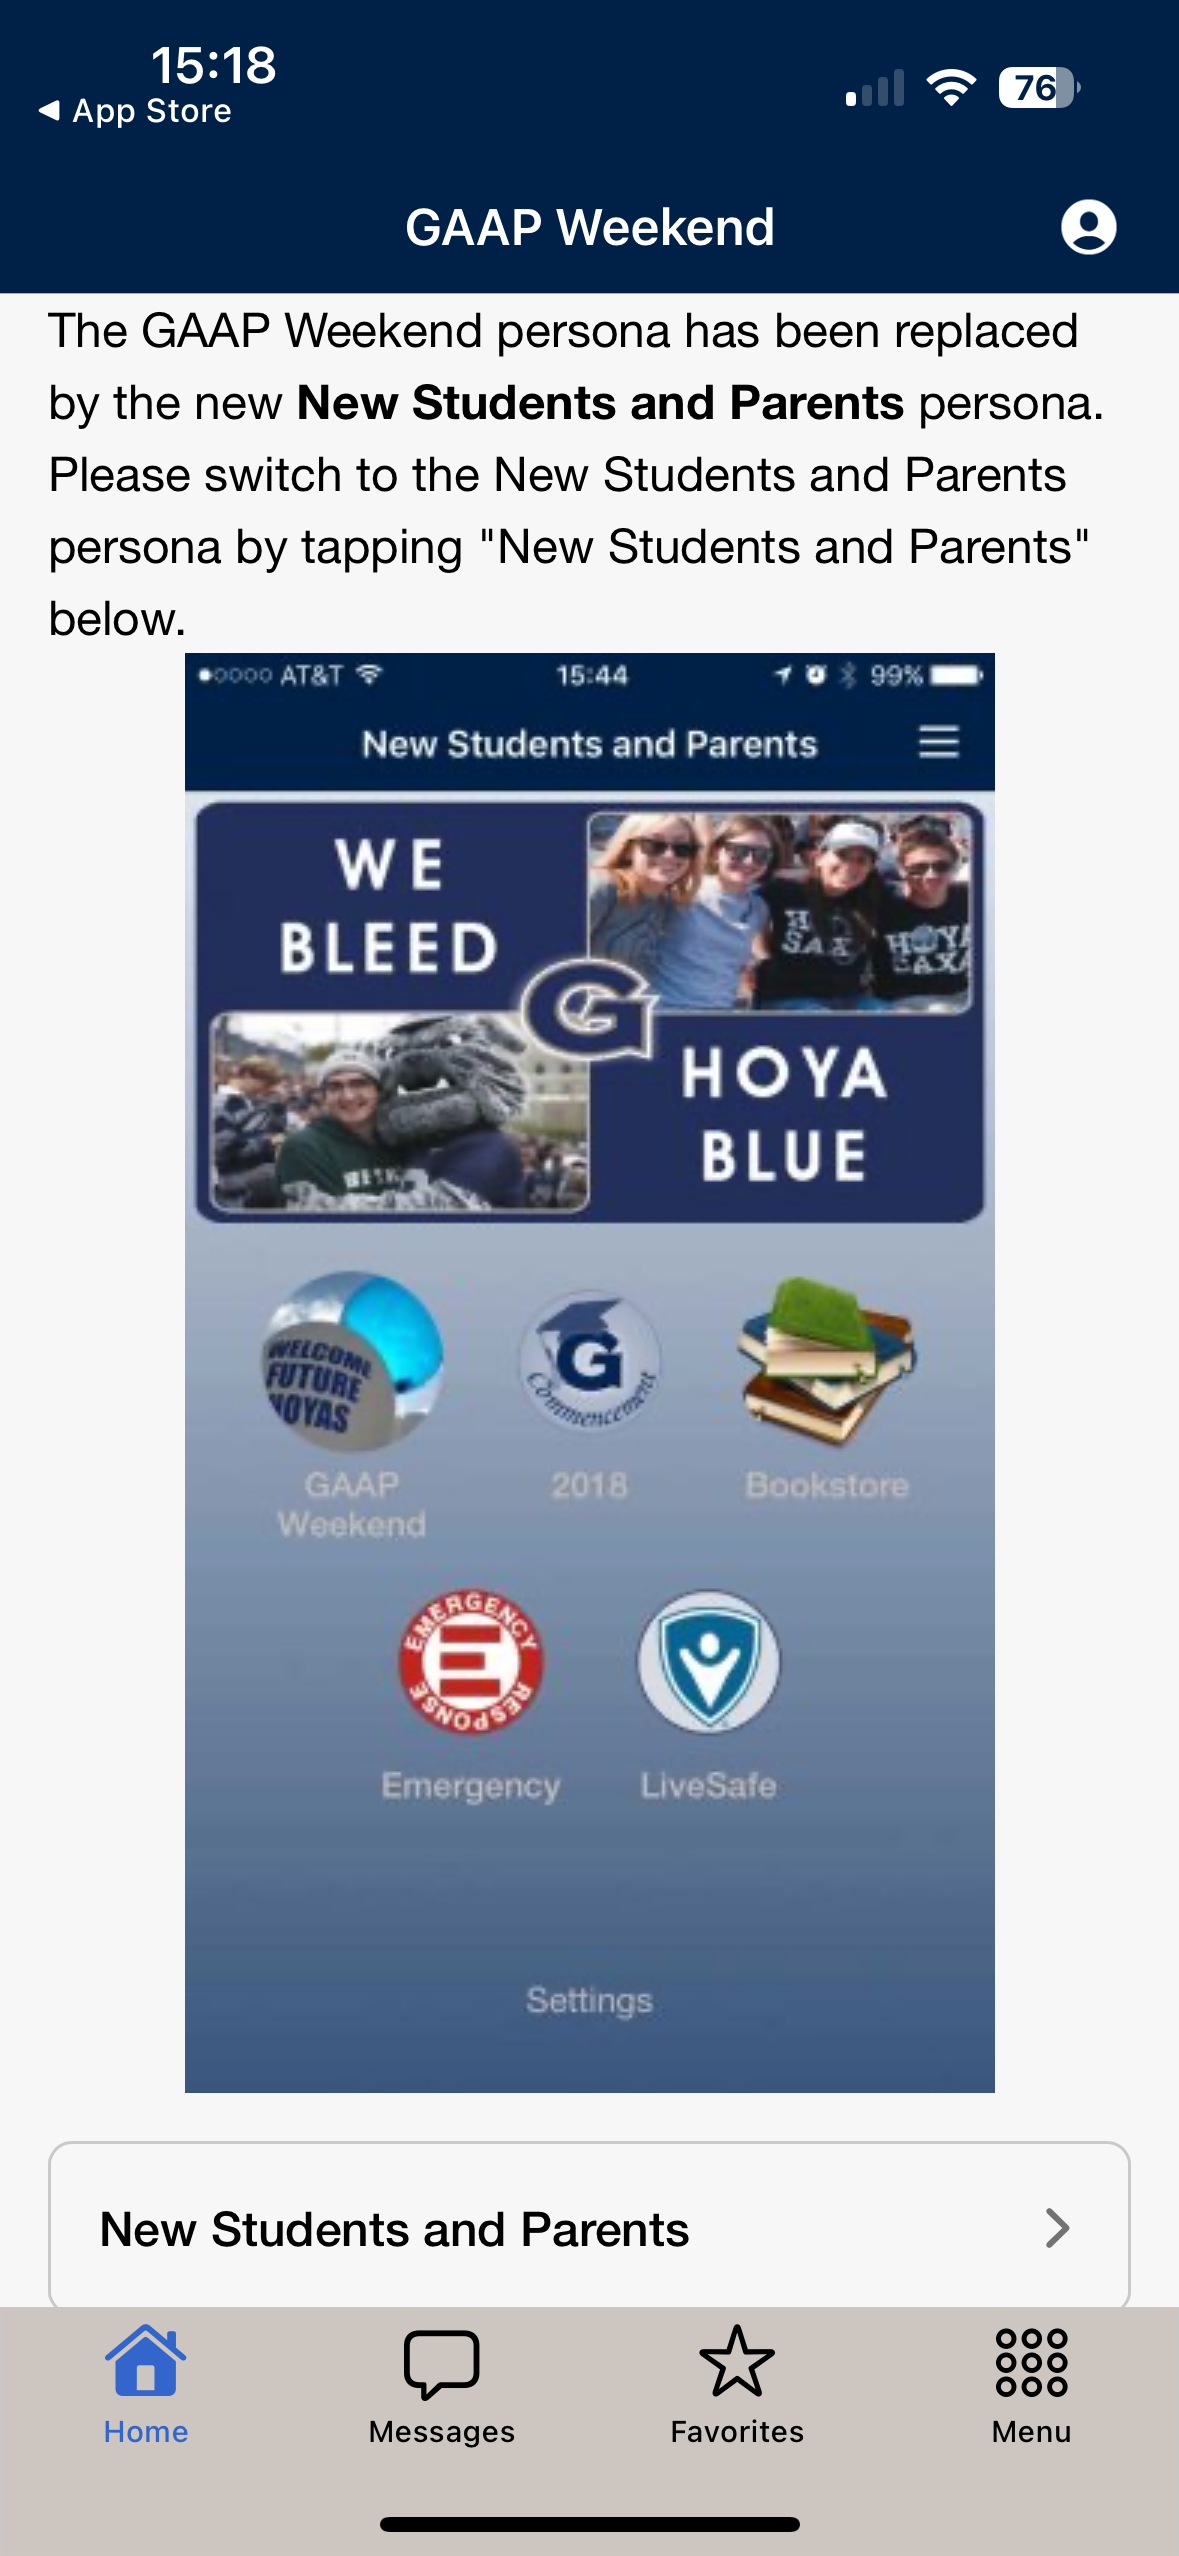 15:18
App Store
76
GAAP Weekend
The GAAP Weekend persona has been replaced
by the new New Students and Parents persona.
Please switch to the New Students and Parents
persona by tapping "New Students and Parents"
below.
AT&T
15:44
99%
New Students and Parents
WE
BLEED
H
SAX
HOYA
SAXA
G
HOYA
BLUE
WELCOME
FUTURE
HOYAS
G
Commencement
GAAP
Weekend
2018
Bookstore
EMERGENCY
E
RESPONSE
Emergency
LiveSafe
Settings
New Students and Parents
Home
Messages
Favorites
Menu